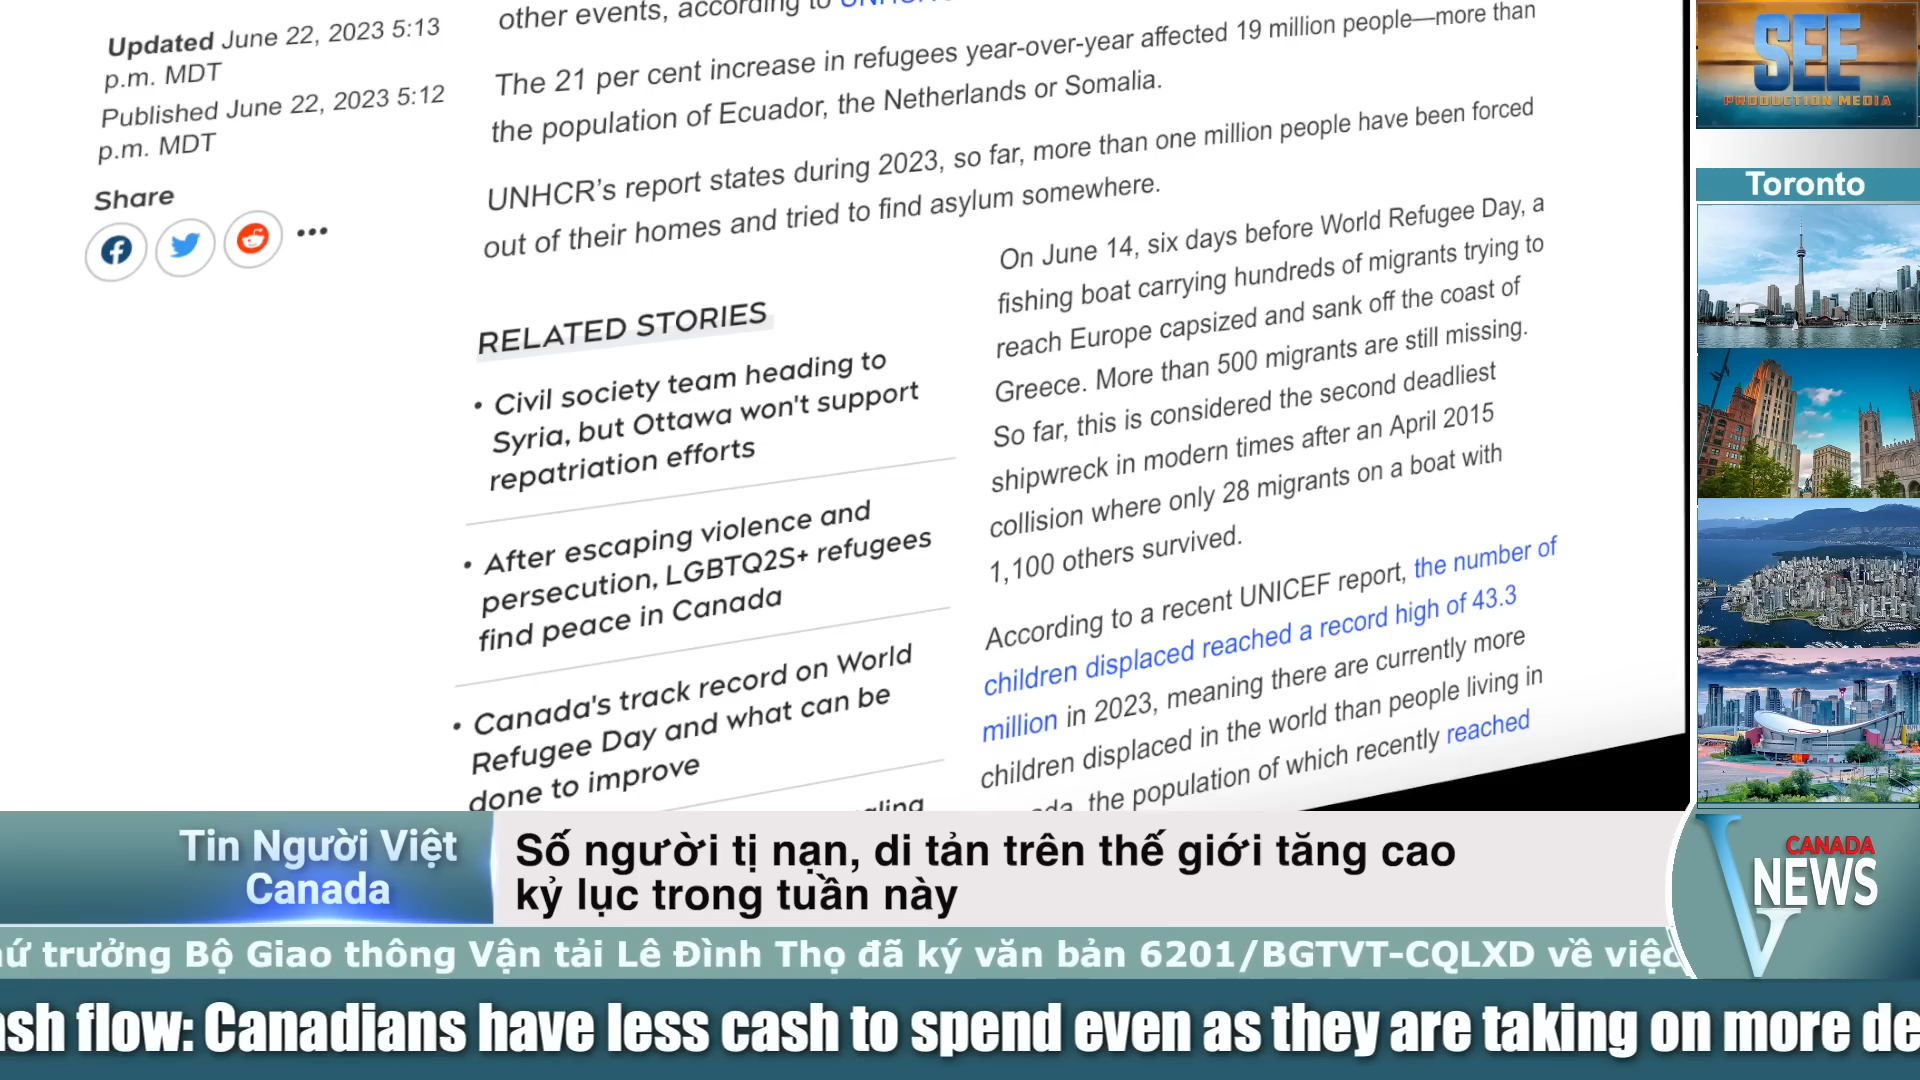 Updated June 22, 2023 5:13
p.m. MDT
Published June 22, 2023 5:12
p.m. MDT
Share
other events, according to
The 21 per cent increase in refugees year-over-year affected 19 million people—more than
the population of Ecuador, the Netherlands or Somalia.
UNHCR's report states during 2023, so far, more than one million people have been forced
out of their homes and tried to find asylum somewhere.
RELATED STORIES
• Civil society team heading to
Syria, but Ottawa won't support
repatriation efforts
• After escaping violence and
persecution, LGBTQ2S+ refugees
find peace in Canada
• Canada's track record on World
Refugee Day and what can be
done to improve
On June 14, six days before World Refugee Day, a
fishing boat carrying hundreds of migrants trying to
reach Europe capsized and sank off the coast of
Greece. More than 500 migrants are still missing.
So far, this is considered the second deadliest
shipwreck in modern times after an April 2015
collision where only 28 migrants on a boat with
1,100 others survived.
According to a recent UNICEF report, the number of
children displaced reached a record high of 43.3
million in 2023, meaning there are currently more
children displaced in the world than people living in
the population of which recently reached
SEE
PRODUCTION MEDIA
Toronto
Tin Người Việt
Canada
Số người tị nạn, di tản trên thế giới tăng cao
kỷ lục trong tuần này
CANADA
VNEWS
trưởng Bộ Giao thông Vận tải Lê Đình Thọ đã ký văn bản 6201/BGTVT-CQLXD về việc
flow: Canadians have less cash to spend even as they are taking on more